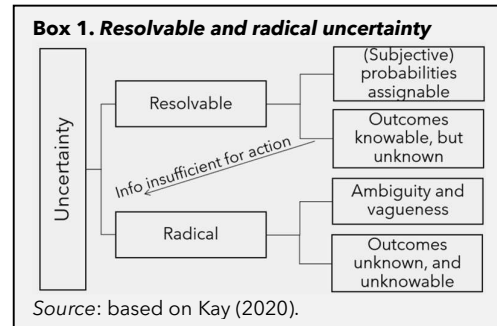 Box 1. Resolvable and radical uncertainty
Uncertainty
Resolvable
(Subjective)
probabilities
assignable
Outcomes
knowable, but
unknown
Info insufficient for action
Radical
Ambiguity and
vagueness
Outcomes
unknown, and
unknowable
Source: based on Kay (2020).